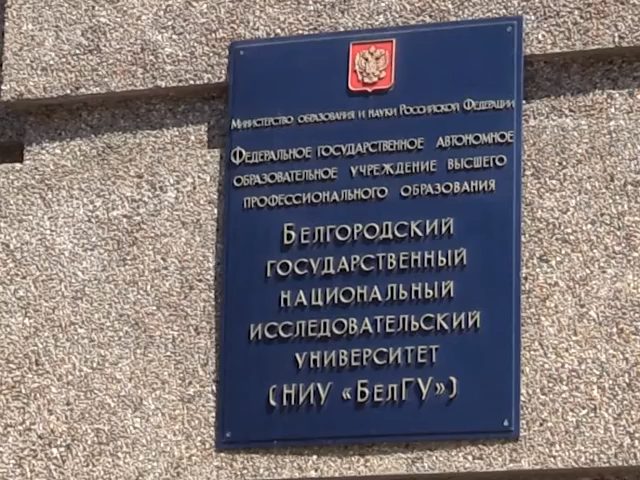 Министерство образования и науки Российской Федерации
Федеральное государственное автономное
образовательное учреждение высшего
профессионального образования
Белгородский
государственный
национальный
исследовательский
университет
(НИУ «БелГУ»)